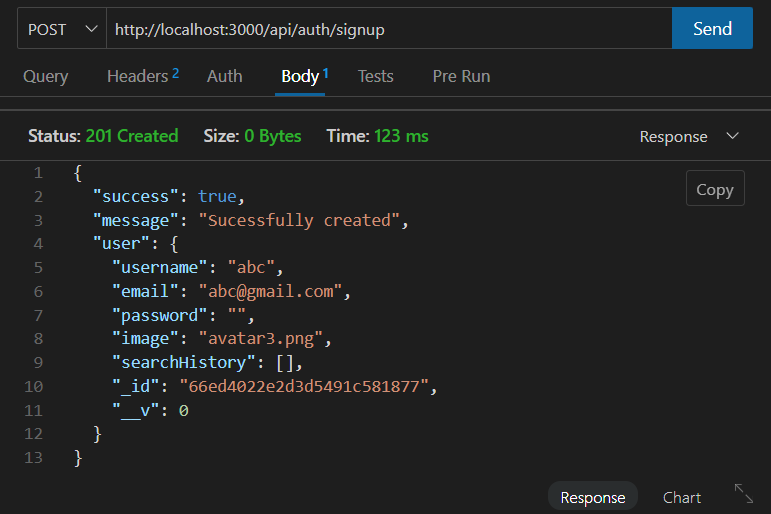 POST http://localhost:3000/api/auth/signup Send
Query Headers 2 Auth Body 1 Tests Pre Run
Status: 201 Created Size: 0 Bytes Time: 123 ms Response
Copy
1 {
2 "success": true,
3 "message": "Sucessfully created",
4 "user": {
5 "username": "abc",
6 "email": "abc@gmail.com",
7 "password": "",
8 "image": "avatar3.png",
9 "searchHistory": [],
10 "_id": "66ed4022e2d3d5491c581877",
11 "__v": 0
12 }
13 }
Response Chart